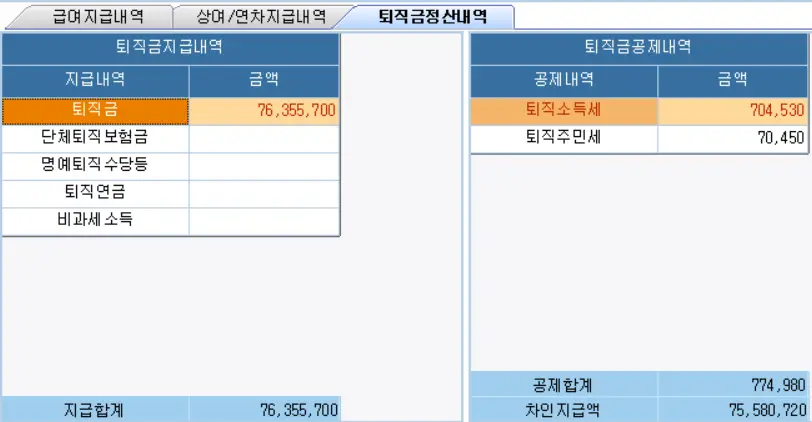 급여지급내역 상여/연차지급내역 퇴직금정산내역
퇴직금지급내역
지급내역 금액
퇴직금 76,355,700
단체퇴직보험금
명예퇴직수당등
퇴직연금
비과세소득
지급합계 76,355,700
퇴직금공제내역
공제내역 금액
퇴직소득세 704,530
퇴직주민세 70,450
공제합계 774,980
차인지급액 75,580,720